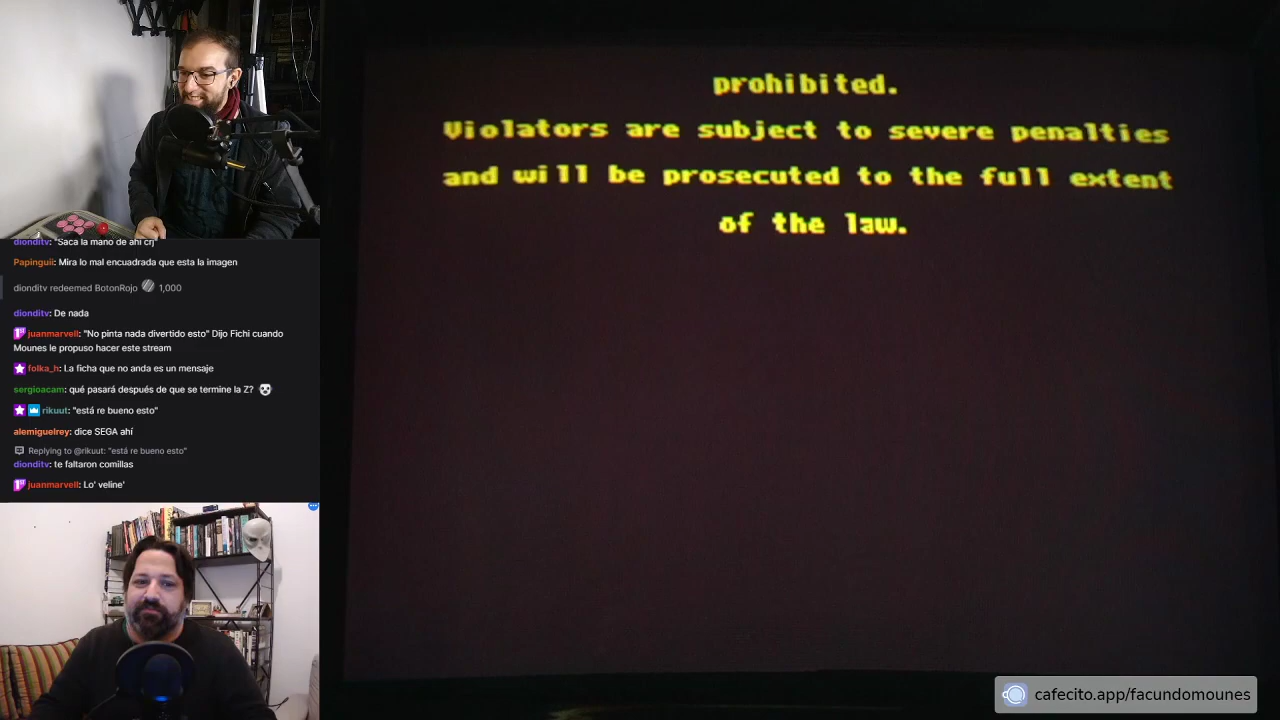 prohibited.
Violators are subject to severe penalties
and will be prosecuted to the full extent
of the law.
dionditv: "Saca la mano de ahí crj"
Papinguii: Mira lo mal encuadrada que esta la imagen
dionditv redeemed BotonRojo 1,000
dionditv: De nada
juanmarvell: "No pinta nada divertido esto" Dijo Fichi cuando
Mounes le propuso hacer este stream
folka_h: La ficha que no anda es un mensaje
sergioacam: qué pasará después de que se termine la Z?
rikuut: "está re bueno esto"
alemiguelrey: dice SEGA ahí
Replying to @rikuut: "está re bueno esto"
dionditv: te faltaron comillas
juanmarvell: Lo' veline'
cafecito.app/facundomounes